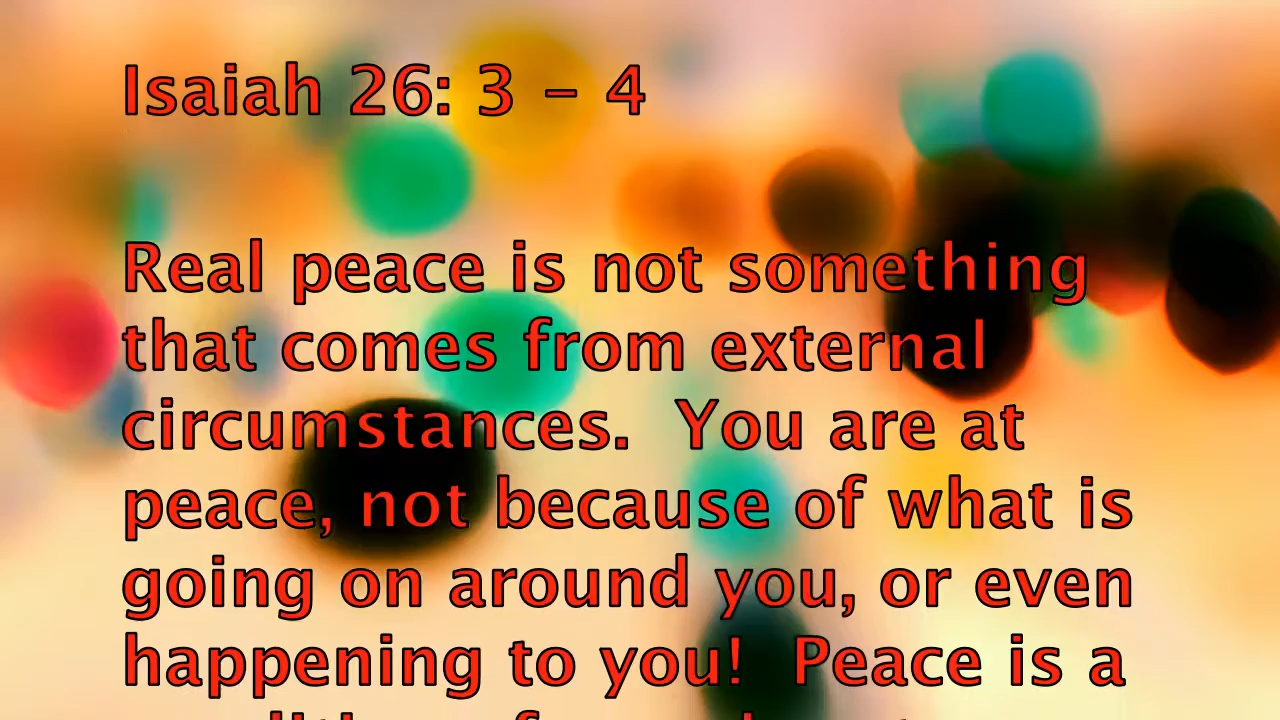 Isaiah 26: 3 – 4
Real peace is not something
that comes from external
circumstances.  You are at
peace, not because of what is
going on around you, or even
happening to you!  Peace is a